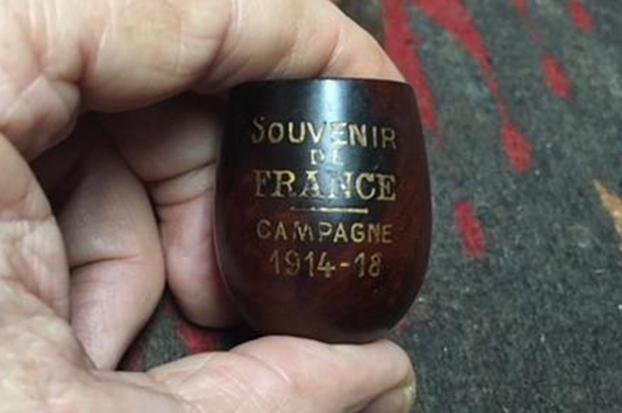 SOUVENIR
DE
FRANCE
CAMPAGNE
1914-18